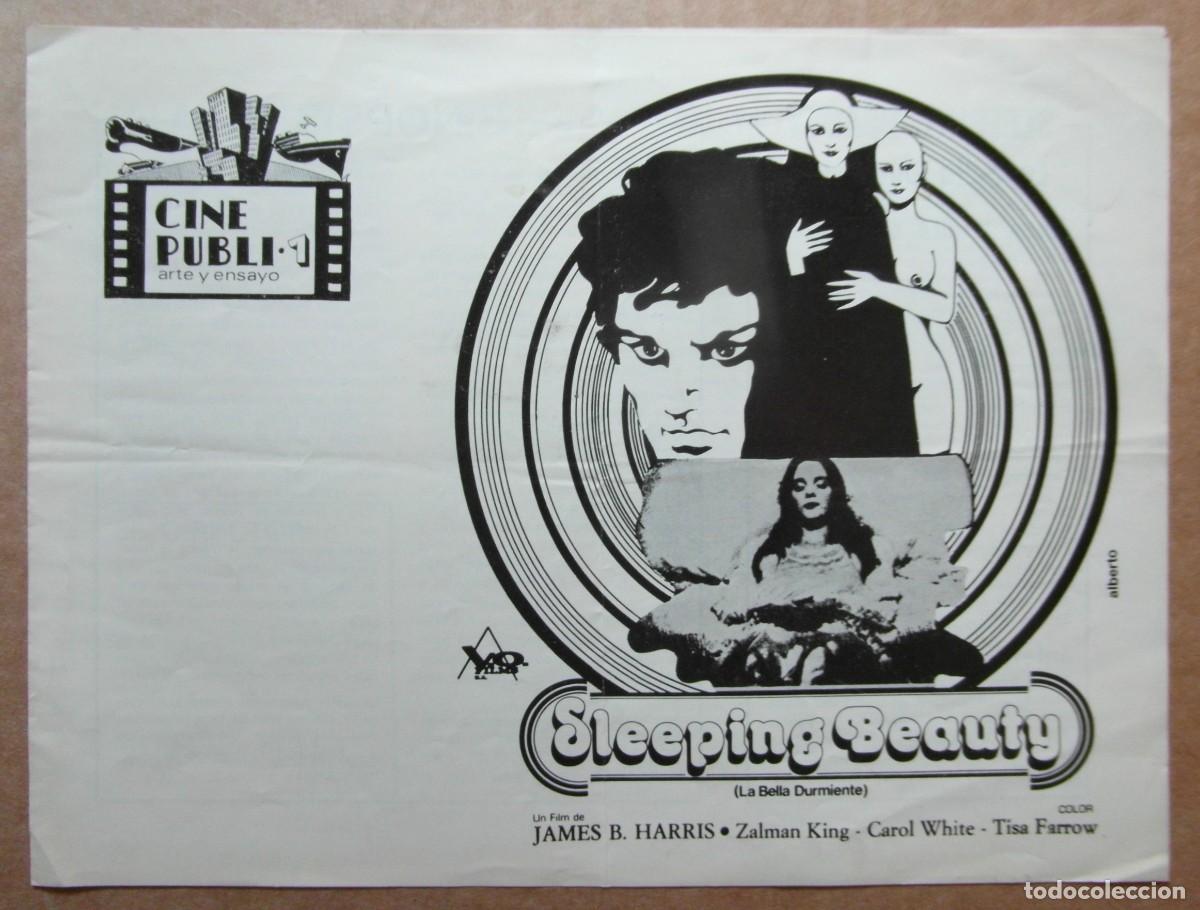 CINE
PUBLI·1
arte y ensayo
alberto
Sleeping Beauty
(La Bella Durmiente)
Un Film de
COLOR
JAMES B. HARRIS • Zalman King - Carol White - Tisa Farrow
todocoleccion